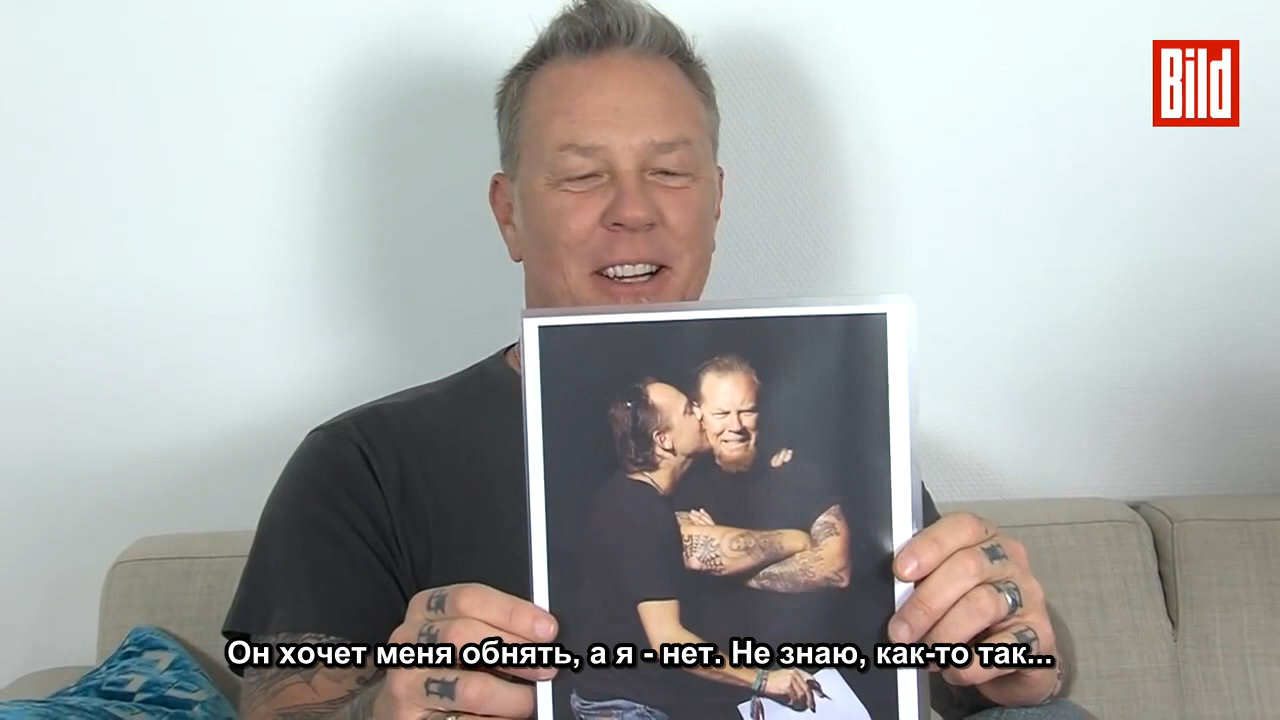 Bild
Он хочет меня обнять, а я - нет. Не знаю, как-то так...